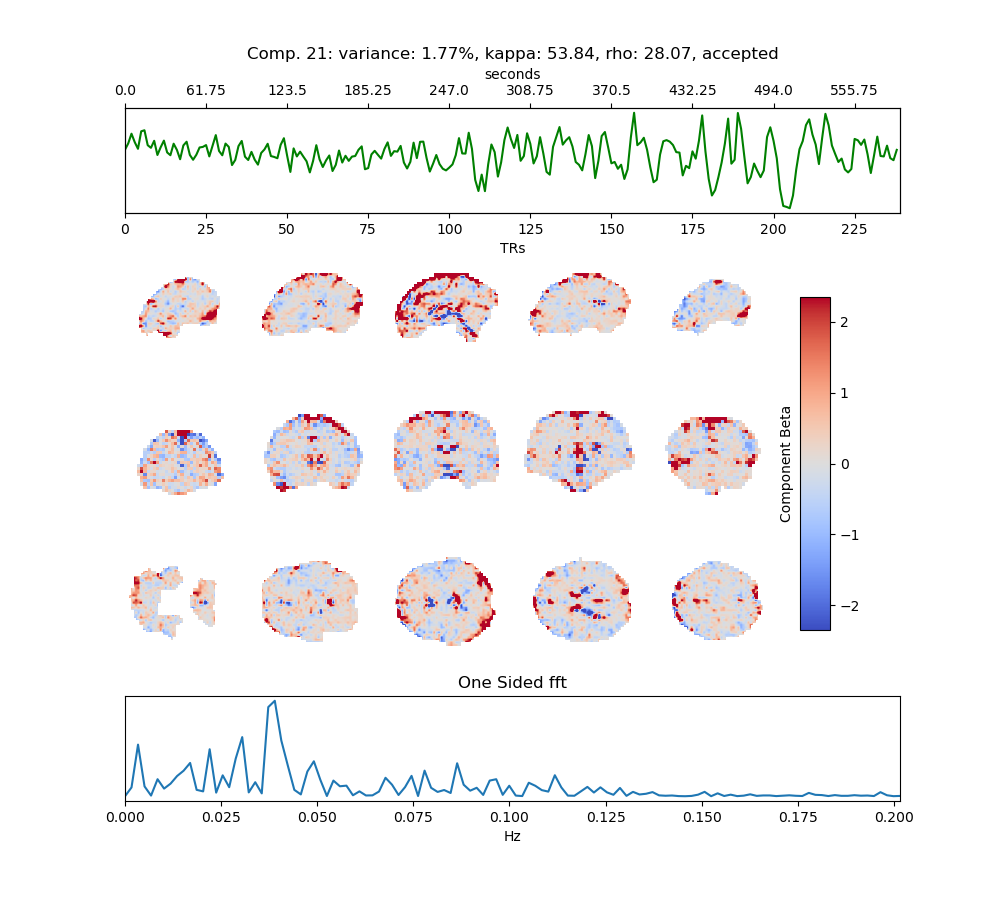 Comp. 21: variance: 1.77%, kappa: 53.84, rho: 28.07, accepted
seconds
0.0 61.75 123.5 185.25 247.0 308.75 370.5 432.25 494.0 555.75
0 25 50 75 100 125 150 175 200 225
TRs
2
1
0
−1
−2
Component Beta
One Sided fft
0.000 0.025 0.050 0.075 0.100 0.125 0.150 0.175 0.200
Hz